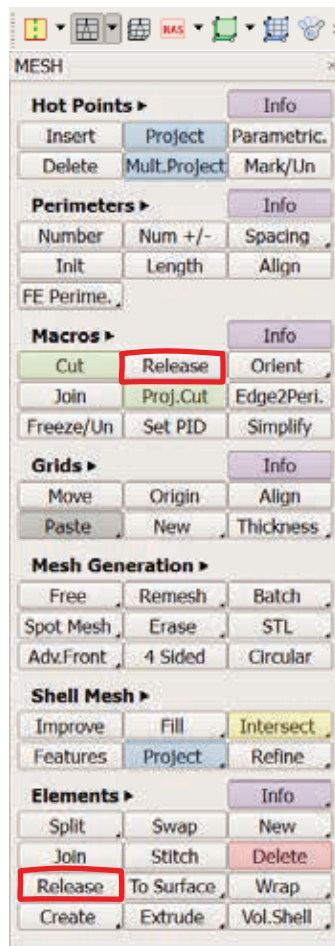 NAS
MESH
Hot Points Info
Insert Project Parametric.
Delete Mult.Project Mark/Un
Perimeters Info
Number Num +/- Spacing
Init Length Align
FE Perime.
Macros Info
Cut Release Orient
Join Proj.Cut Edge2Peri.
Freeze/Un Set PID Simplify
Grids Info
Move Origin Align
Paste New Thickness
Mesh Generation
Free Remesh Batch
Spot Mesh Erase STL
Adv.Front 4 Sided Circular
Shell Mesh
Improve Fill Intersect
Features Project Refine
Elements Info
Split Swap New
Join Stitch Delete
Release To Surface Wrap
Create Extrude Vol.Shell